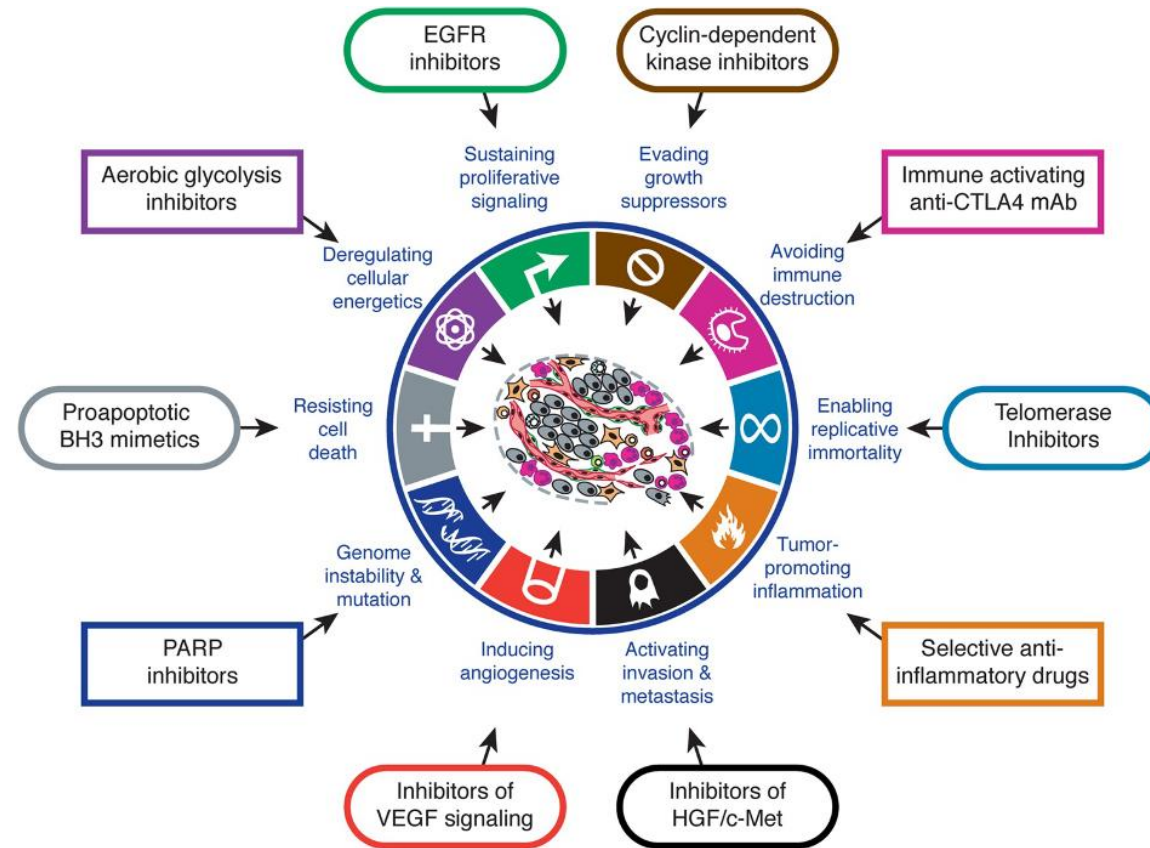 EGFR
inhibitors
Cyclin-dependent
kinase inhibitors
Sustaining
proliferative
signaling
Evading
growth
suppressors
Aerobic glycolysis
inhibitors
Immune activating
anti-CTLA4 mAb
Deregulating
cellular
energetics
Avoiding
immune
destruction
Proapoptotic
BH3 mimetics
Resisting
cell
death
Enabling
replicative
immortality
Telomerase
Inhibitors
Genome
instability &
mutation
Tumor-
promoting
inflammation
PARP
inhibitors
Inducing
angiogenesis
Activating
invasion &
metastasis
Selective anti-
inflammatory drugs
Inhibitors of
VEGF signaling
Inhibitors of
HGF/c-Met